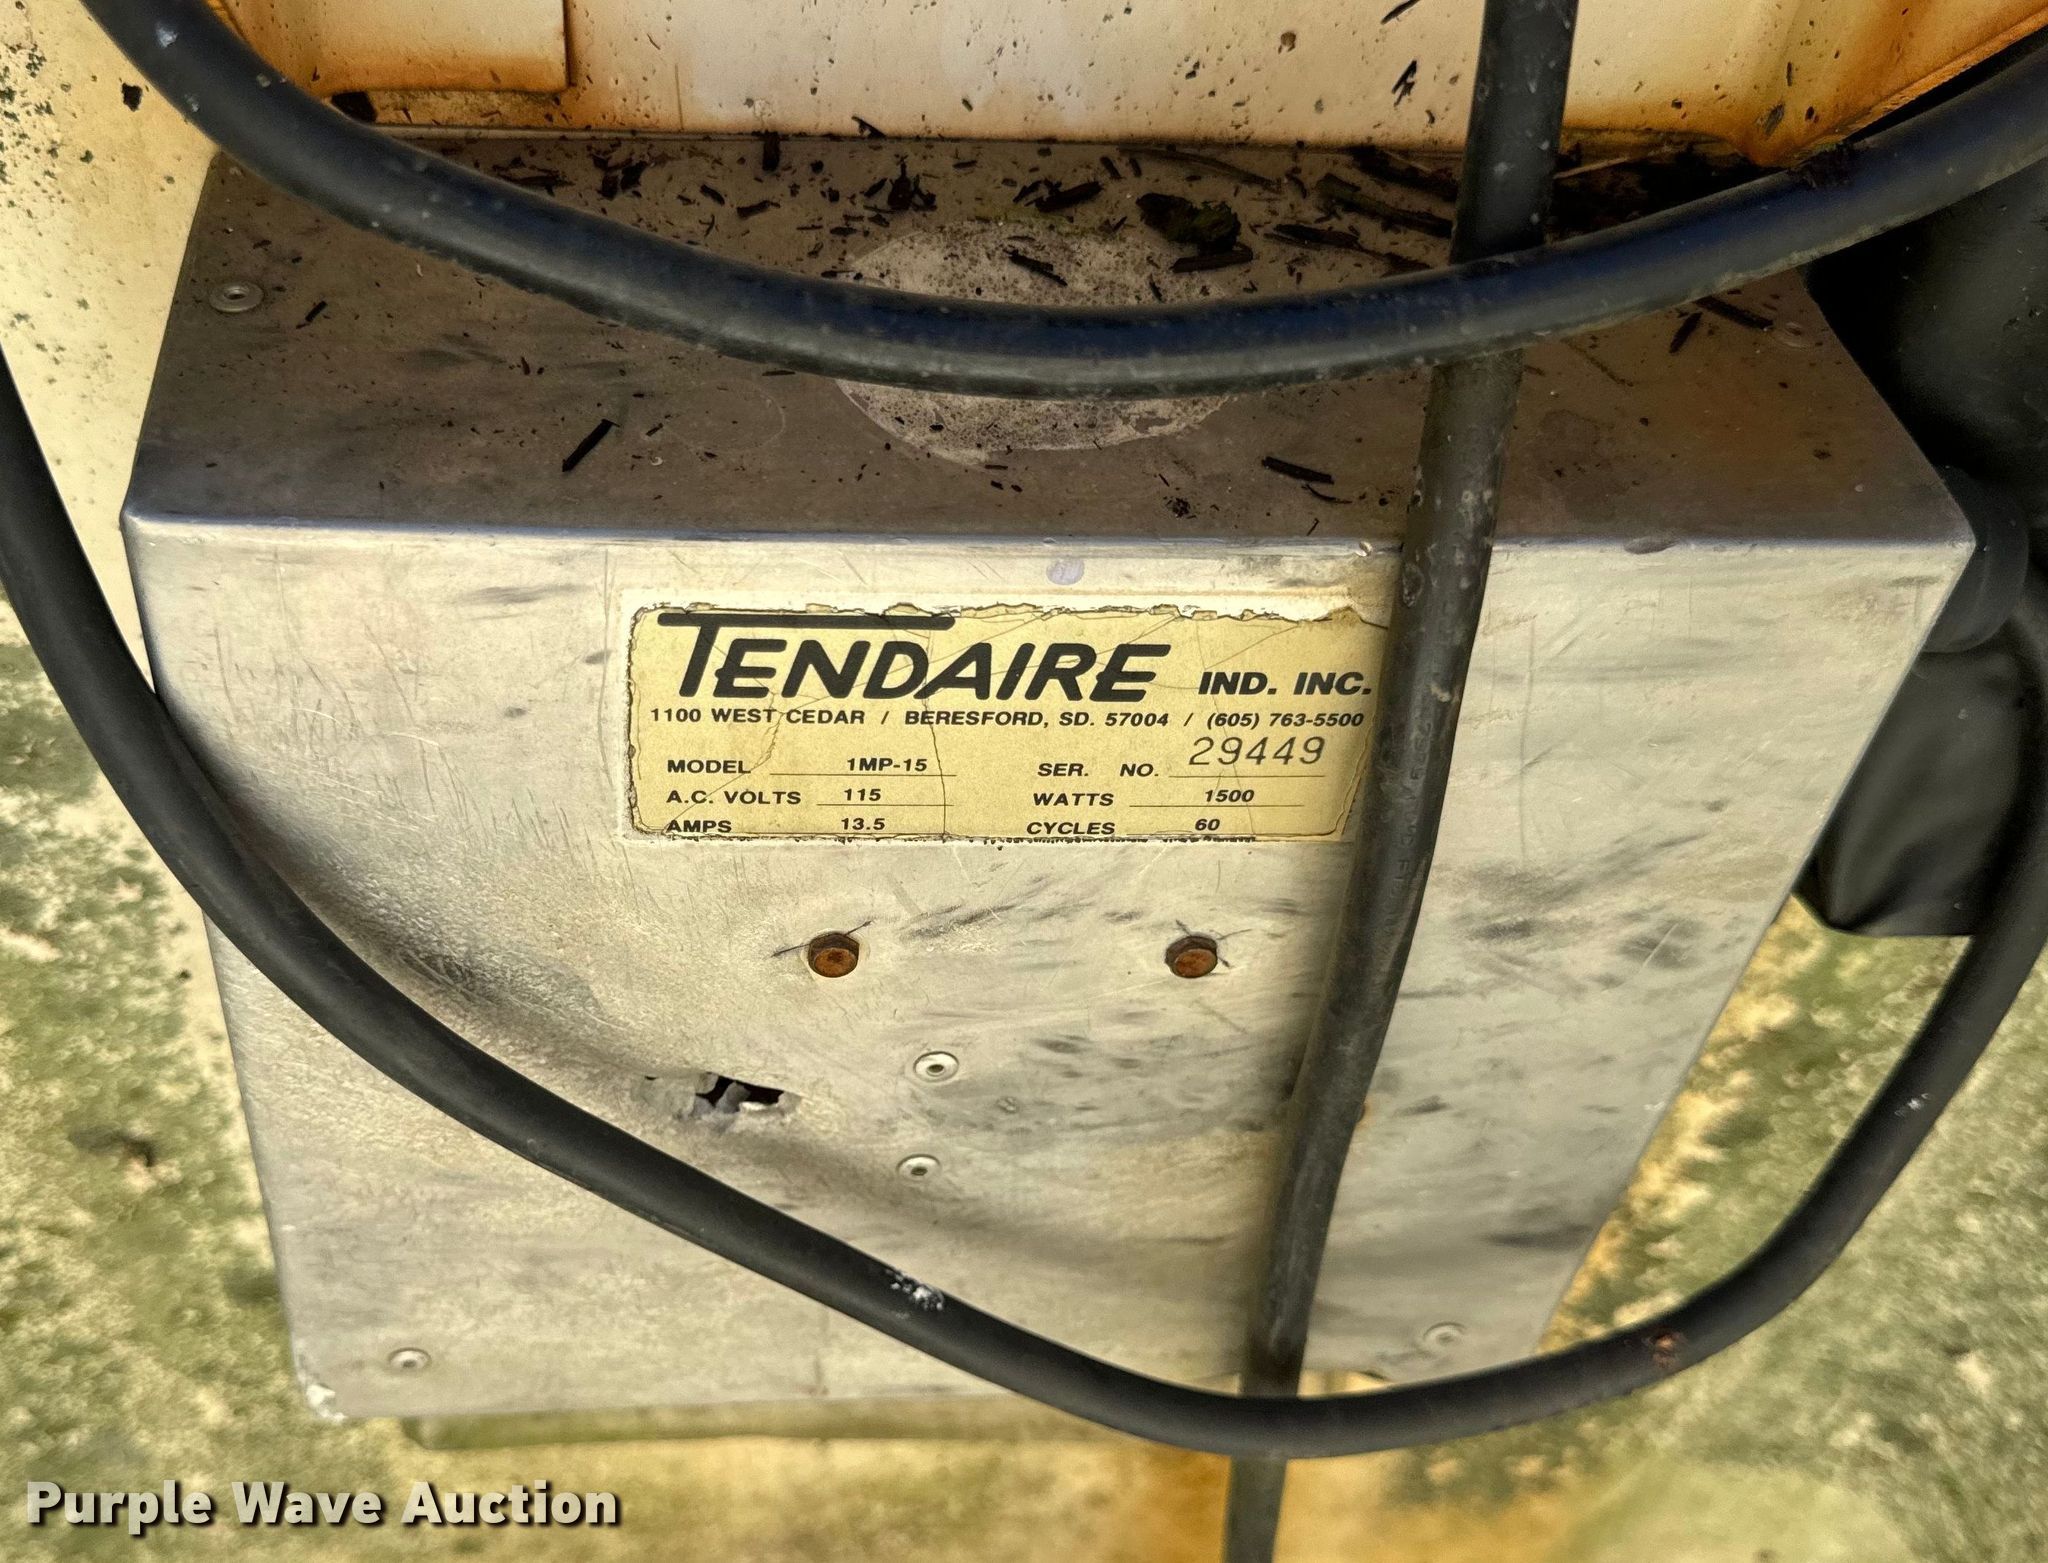 TENDAIRE IND. INC.
1100 WEST CEDAR / BERESFORD, SD. 57004 / (605) 763-5500
MODEL 1MP-15 SER. NO. 29449
A.C. VOLTS 115 WATTS 1500
AMPS 13.5 CYCLES 60
Purple Wave Auction